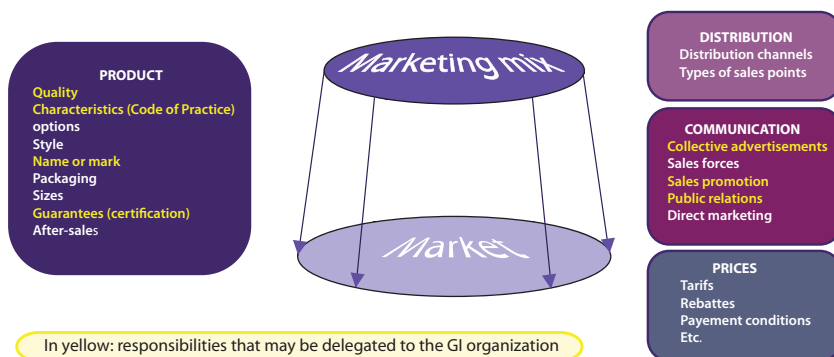 PRODUCT
Quality
Characteristics (Code of Practice)
options
Style
Name or mark
Packaging
Sizes
Guarantees (certification)
After-sales
Marketing mix
Market
DISTRIBUTION
Distribution channels
Types of sales points
COMMUNICATION
Collective advertisements
Sales forces
Sales promotion
Public relations
Direct marketing
PRICES
Tarifs
Rebattes
Payement conditions
Etc.
In yellow: responsibilities that may be delegated to the GI organization